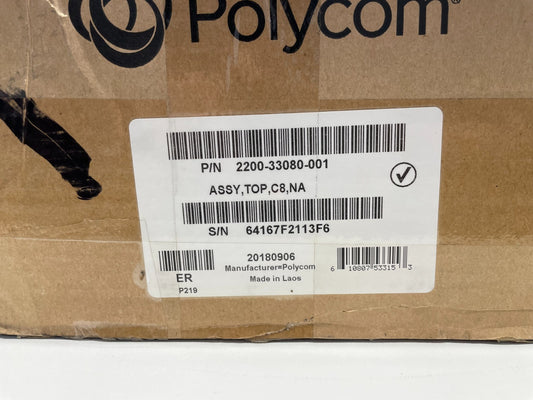 Polycom®
P/N 2200-33080-001
ASSY,TOP,C8,NA
S/N 64167F2113F6
20180906
Manufacturer=Polycom
Made in Laos
ER
P219
6 10807 53315 3